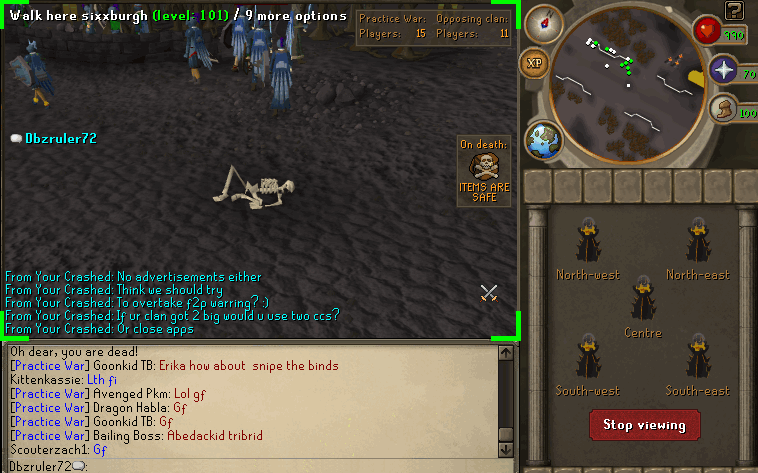 Walk here sixxburgh (level: 101) / 9 more options
Practice War: Opposing clan:
Players: 15 Players: 11
990
XP
70
100
?
Dbzruler72
On death:
ITEMS ARE
SAFE
From Your Crashed: No advertisements either
From Your Crashed: Think we should try
From Your Crashed: To overtake f2p warring? :)
From Your Crashed: If ur clan got 2 big would u use two ccs?
From Your Crashed: Or close apps
North-west
North-east
Centre
South-west
South-east
Stop viewing
Oh dear, you are dead!
[Practice War] Goonkid TB: Erika how about  snipe the binds
Kittenkassie: Lth fi
[Practice War] Avenged Pkm: Lol gf
[Practice War] Dragon Habla: Gf
[Practice War] Goonkid TB: Gf
[Practice War] Bailing Boss: Abedackid tribrid
Scouterzach1: Gf
Dbzruler72: